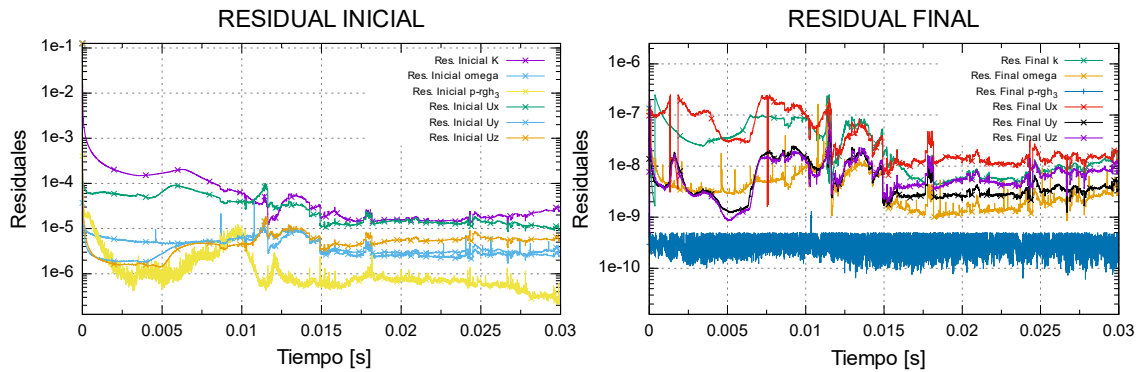 RESIDUAL INICIAL
Residuales
1e-1
1e-2
1e-3
1e-4
1e-5
1e-6
Res. Inicial K
Res. Inicial omega
Res. Inicial p-rgh3
Res. Inicial Ux
Res. Inicial Uy
Res. Inicial Uz
0 0.005 0.01 0.015 0.02 0.025 0.03
Tiempo [s]
RESIDUAL FINAL
Residuales
1e-6
1e-7
1e-8
1e-9
1e-10
Res. Final k
Res. Final omega
Res. Final p-rgh3
Res. Final Ux
Res. Final Uy
Res. Final Uz
0 0.005 0.01 0.015 0.02 0.025 0.03
Tiempo [s]